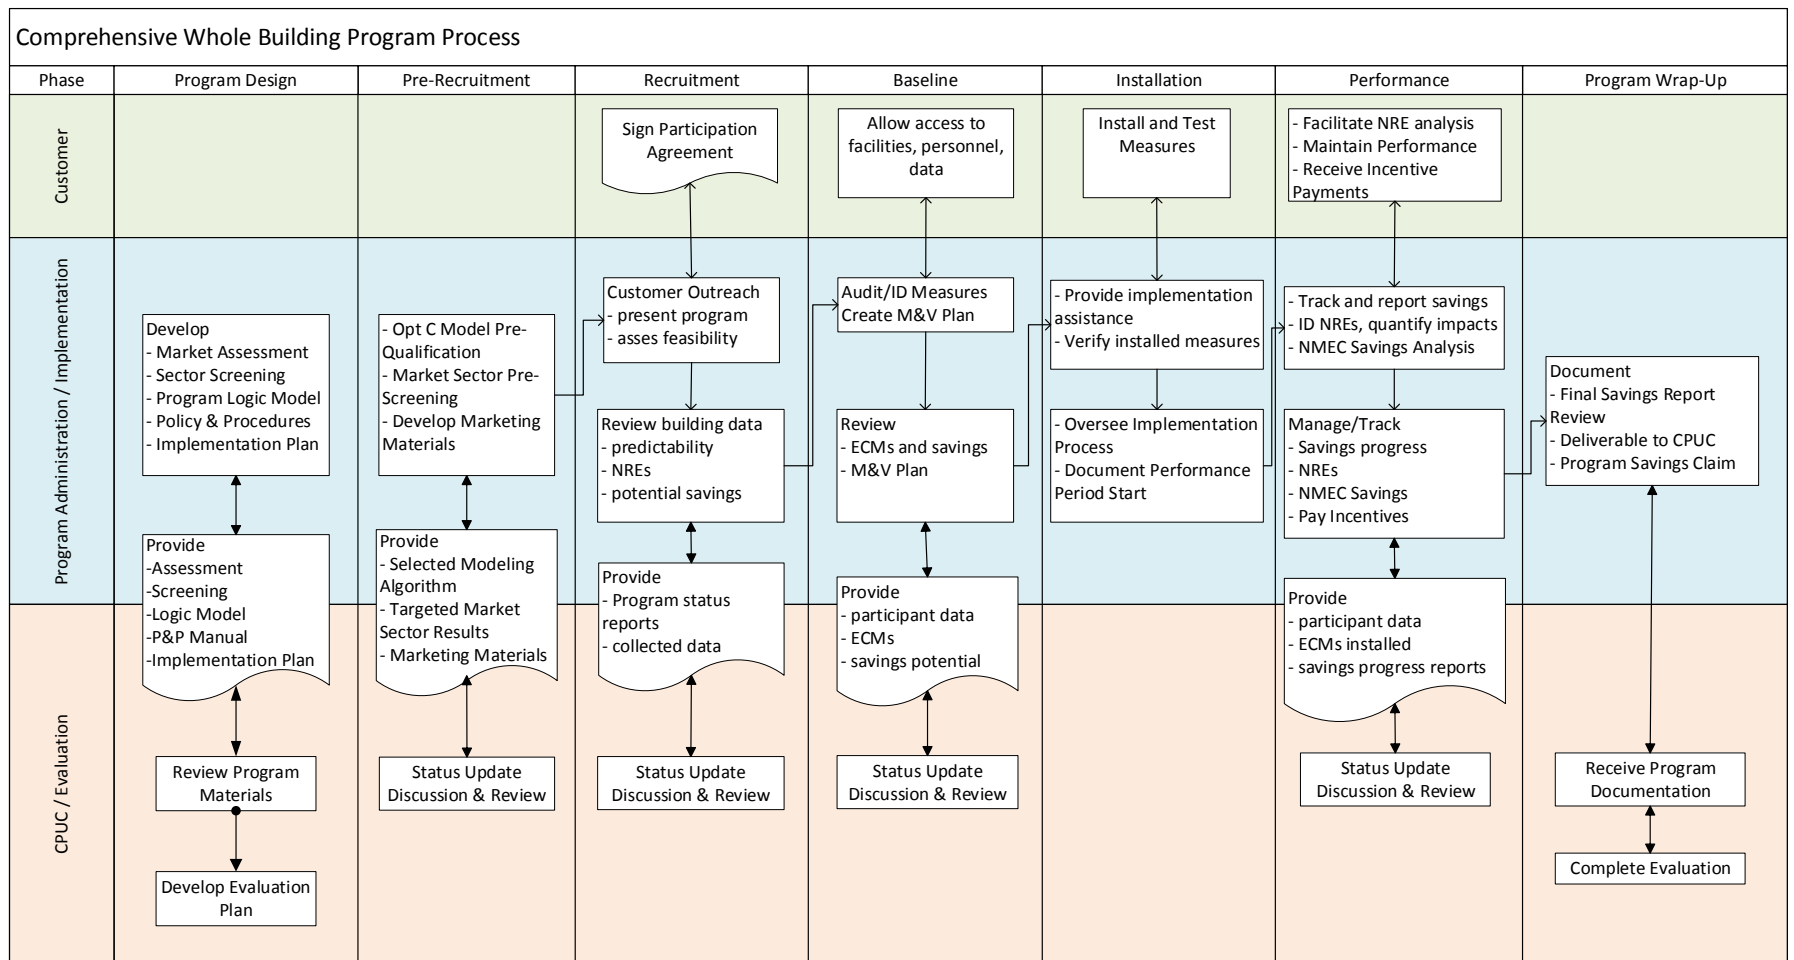 Comprehensive Whole Building Program Process
Phase
Program Design
Pre-Recruitment
Recruitment
Baseline
Installation
Performance
Program Wrap-Up
Customer
Sign Participation
Agreement
Allow access to
facilities, personnel,
data
Install and Test
Measures
- Facilitate NRE analysis
- Maintain Performance
- Receive Incentive
Payments
Program Administration / Implementation
Develop
- Market Assessment
- Sector Screening
- Program Logic Model
- Policy & Procedures
- Implementation Plan
Provide
-Assessment
-Screening
-Logic Model
-P&P Manual
-Implementation Plan
- Opt C Model Pre-
Qualification
- Market Sector Pre-
Screening
- Develop Marketing
Materials
Provide
- Selected Modeling
Algorithm
- Targeted Market
Sector Results
- Marketing Materials
Customer Outreach
- present program
- asses feasibility
Review building data
- predictability
- NREs
- potential savings
Provide
- Program status
reports
- collected data
Audit/ID Measures
Create M&V Plan
Review
- ECMs and savings
- M&V Plan
Provide
- participant data
- ECMs
- savings potential
- Provide implementation
assistance
- Verify installed measures
- Oversee Implementation
Process
- Document Performance
Period Start
- Track and report savings
- ID NREs, quantify impacts
- NMEC Savings Analysis
Manage/Track
- Savings progress
- NREs
- NMEC Savings
- Pay Incentives
Provide
- participant data
- ECMs installed
- savings progress reports
Document
- Final Savings Report
Review
- Deliverable to CPUC
- Program Savings Claim
CPUC / Evaluation
Review Program
Materials
Develop Evaluation
Plan
Status Update
Discussion & Review
Status Update
Discussion & Review
Status Update
Discussion & Review
Status Update
Discussion & Review
Receive Program
Documentation
Complete Evaluation